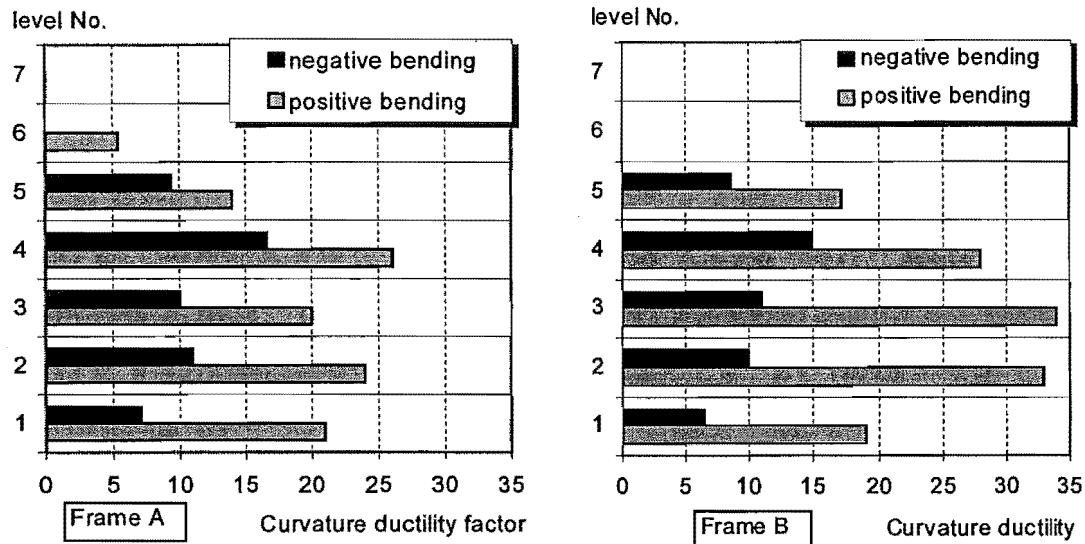 level No.
7
6
5
4
3
2
1
negative bending
positive bending
0 5 10 15 20 25 30 35
Frame A
Curvature ductility factor
level No.
7
6
5
4
3
2
1
negative bending
positive bending
0 5 10 15 20 25 30 35
Frame B
Curvature ductility